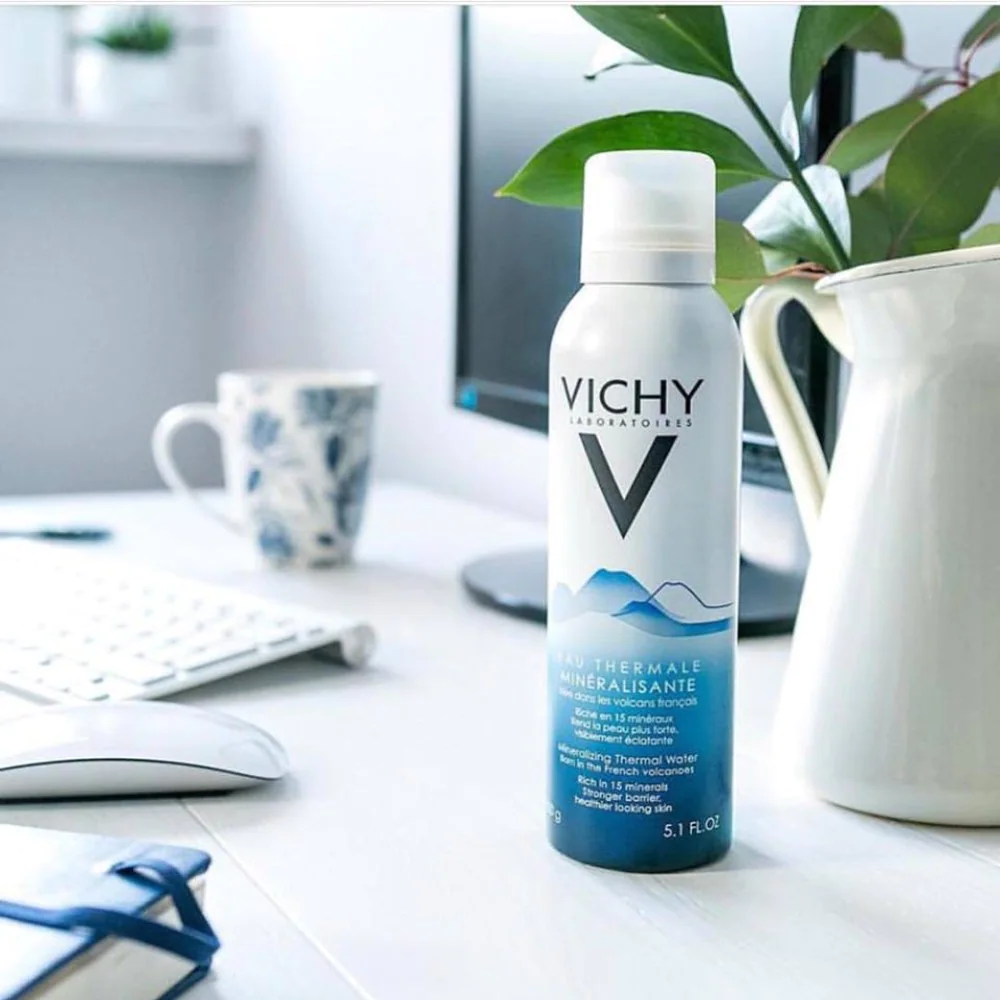 VICHY
LABORATOIRES
V
EAU THERMALE
MINÉRALISANTE
Née dans les volcans français
Riche en 15 minéraux
Rend la peau plus forte,
visiblement éclatante
Mineralizing Thermal Water
Born in the French volcanoes
Rich in 15 minerals
Stronger barrier,
healthier looking skin
g
5.1 FL.OZ